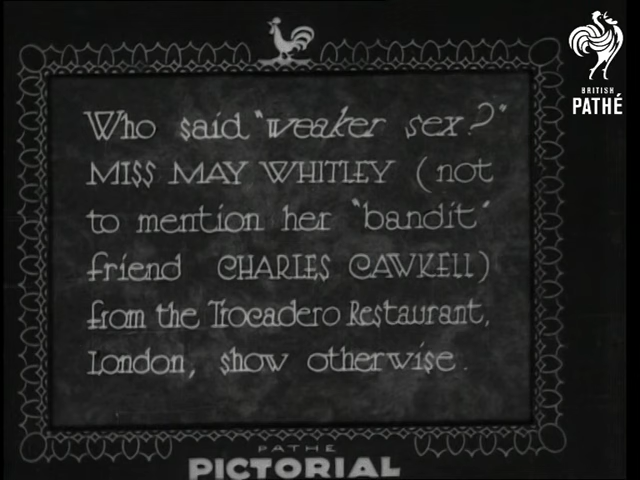 BRITISH
PATHÉ
Who said "weaker sex?"
MISS MAY WHITLEY (not
to mention her "bandit"
friend CHARLES CAWKELL)
from the Trocadero Restaurant,
London, show otherwise.
PATHE
PICTORIAL